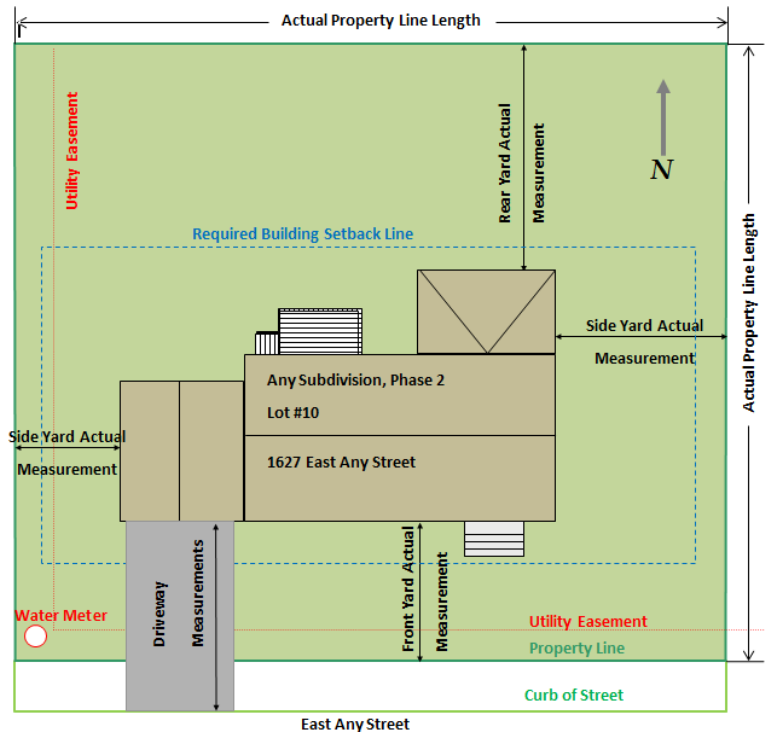 Actual Property Line Length
Utility Easement
Rear Yard Actual
Measurement
N
Required Building Setback Line
Actual Property Line Length
Side Yard Actual
Measurement
Any Subdivision, Phase 2
Lot #10
1627 East Any Street
Side Yard Actual
Measurement
Driveway
Measurements
Front Yard Actual
Measurement
Water Meter
Utility Easement
Property Line
Curb of Street
East Any Street